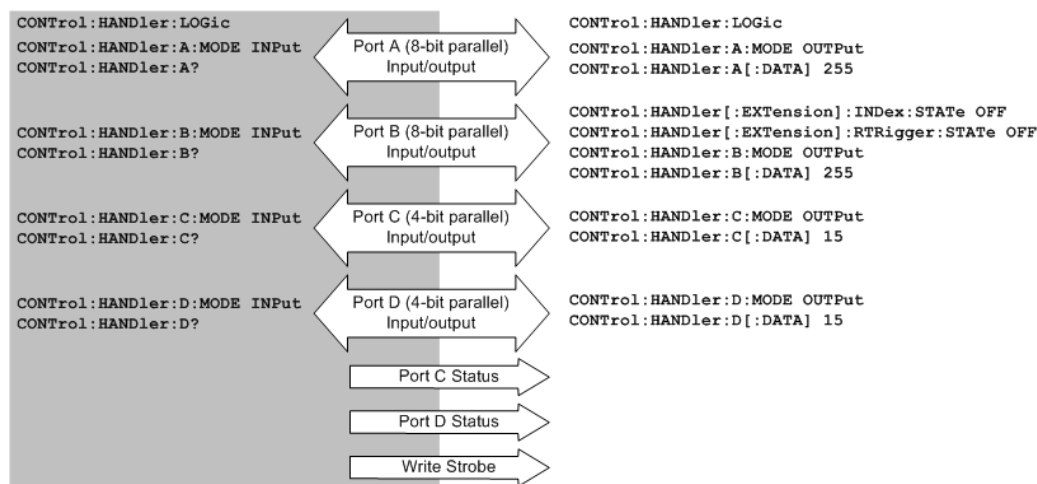 CONTrol:HANDler:LOGic
CONTrol:HANDler:A:MODE INPut
CONTrol:HANDler:A?
Port A (8-bit parallel)
Input/output
CONTrol:HANDler:LOGic
CONTrol:HANDler:A:MODE OUTPut
CONTrol:HANDler:A[:DATA] 255
CONTrol:HANDler:B:MODE INPut
CONTrol:HANDler:B?
Port B (8-bit parallel)
Input/output
CONTrol:HANDler[:EXTension]:INDex:STATe OFF
CONTrol:HANDler[:EXTension]:RTRigger:STATe OFF
CONTrol:HANDler:B:MODE OUTPut
CONTrol:HANDler:B[:DATA] 255
CONTrol:HANDler:C:MODE INPut
CONTrol:HANDler:C?
Port C (4-bit parallel)
Input/output
CONTrol:HANDler:C:MODE OUTPut
CONTrol:HANDler:C[:DATA] 15
CONTrol:HANDler:D:MODE INPut
CONTrol:HANDler:D?
Port D (4-bit parallel)
Input/output
CONTrol:HANDler:D:MODE OUTPut
CONTrol:HANDler:D[:DATA] 15
Port C Status
Port D Status
Write Strobe